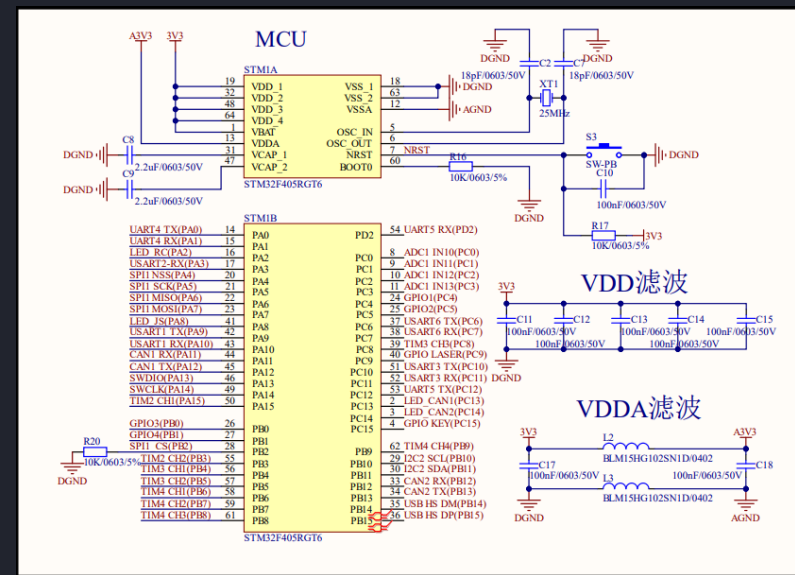 MCU
A3V3 3V3
STM1A
19 VDD_1 VSS_1 18 DGND
32 VDD_2 VSS_2 63
48 VDD_3 VSSA 12 AGND
64 VDD_4
1 VBAT OSC_IN 5
13 VDDA OSC_OUT 6
31 VCAP_1 NRST 7 NRST
47 VCAP_2 BOOT0 60
STM32F405RGT6
DGND C8 2.2uF/0603/50V
DGND C9 2.2uF/0603/50V
DGND DGND
C2 C7
18pF/0603/50V 18pF/0603/50V
XT1
25MHz
R16
10K/0603/5%
DGND
S3
SW-PB
DGND
C10
100nF/0603/50V
R17
10K/0603/5%
3V3
STM1B
UART4 TX(PA0) 14 PA0 PD2 54 UART5 RX(PD2)
UART4 RX(PA1) 15 PA1
LED_RC(PA2) 16 PA2 PC0 8 ADC1 IN10(PC0)
USART2-RX(PA3) 17 PA3 PC1 9 ADC1 IN11(PC1)
SPI1 NSS(PA4) 20 PA4 PC2 10 ADC1 IN12(PC2)
SPI1 SCK(PA5) 21 PA5 PC3 11 ADC1 IN13(PC3)
SPI1 MISO(PA6) 22 PA6 PC4 24 GPIO1(PC4)
SPI1 MOSI(PA7) 23 PA7 PC5 25 GPIO2(PC5)
LED_JS(PA8) 41 PA8 PC6 37 USART6 TX(PC6)
USART1 TX(PA9) 42 PA9 PC7 38 USART6 RX(PC7)
USART1 RX(PA10) 43 PA10 PC8 39 TIM3 CH3(PC8)
CAN1 RX(PA11) 44 PA11 PC9 40 GPIO LASER(PC9)
CAN1 TX(PA12) 45 PA12 PC10 51 USART3 TX(PC10)
SWDIO(PA13) 46 PA13 PC11 52 USART3 RX(PC11)
SWCLK(PA14) 49 PA14 PC12 53 UART5 TX(PC12)
TIM2 CH1(PA15) 50 PA15 PC13 2 LED_CAN1(PC13)
PC14 3 LED_CAN2(PC14)
GPIO3(PB0) 26 PB0 PC15 4 GPIO KEY(PC15)
GPIO4(PB1) 27 PB1
SPI1_CS(PB2) 28 PB2 PB9 62 TIM4 CH4(PB9)
TIM2 CH2(PB3) 55 PB3 PB10 29 I2C2 SCL(PB10)
TIM3 CH1(PB4) 56 PB4 PB11 30 I2C2 SDA(PB11)
TIM3 CH2(PB5) 57 PB5 PB12 33 CAN2 RX(PB12)
TIM4 CH1(PB6) 58 PB6 PB13 34 CAN2 TX(PB13)
TIM4 CH2(PB7) 59 PB7 PB14 35 USB HS DM(PB14)
TIM4 CH3(PB8) 61 PB8 PB15 36 USB HS DP(PB15)
STM32F405RGT6
R20
10K/0603/5%
DGND
VDD滤波
3V3
C11 C12 C13 C14 C15
100nF/0603/50V 100nF/0603/50V 100nF/0603/50V
100nF/0603/50V 100nF/0603/50V
DGND
VDDA滤波
3V3 L2 A3V3
BLM15HG102SN1D/0402
C17 C18
100nF/0603/50V 100nF/0603/50V
L3
BLM15HG102SN1D/0402
DGND AGND